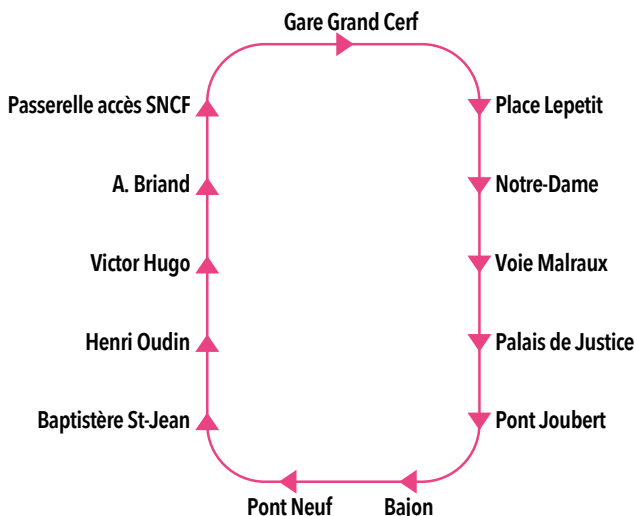 Gare Grand Cerf
Passerelle accès SNCF
Place Lepetit
A. Briand
Notre-Dame
Victor Hugo
Voie Malraux
Henri Oudin
Palais de Justice
Baptistère St-Jean
Pont Joubert
Pont Neuf
Bajon